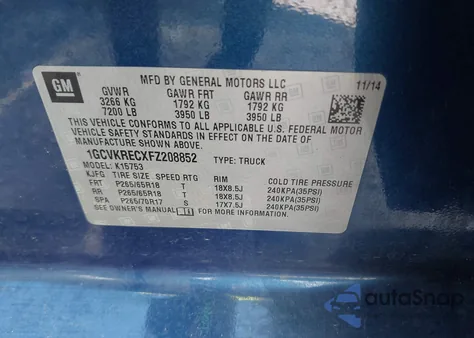 GM
MFD BY GENERAL MOTORS LLC
11/14
GVWR GAWR FRT GAWR RR
3266 KG 1792 KG 1792 KG
7200 LB 3950 LB 3950 LB
THIS VEHICLE CONFORMS TO ALL APPLICABLE U.S. FEDERAL MOTOR
VEHICLE SAFETY STANDARDS IN EFFECT ON THE DATE OF
MANUFACTURE SHOWN ABOVE.
1GCVKRECXFZ208852 TYPE: TRUCK
MODEL: K15753
KJFG TIRE SIZE SPEED RTG RIM COLD TIRE PRESSURE
FRT P265/65R18 T 18X8.5J 240KPA(35PSI)
RR P265/65R18 T 18X8.5J 240KPA(35PSI)
SPA P265/70R17 S 17X7.5J 240KPA(35PSI)
SEE OWNER'S MANUAL
autoSnap